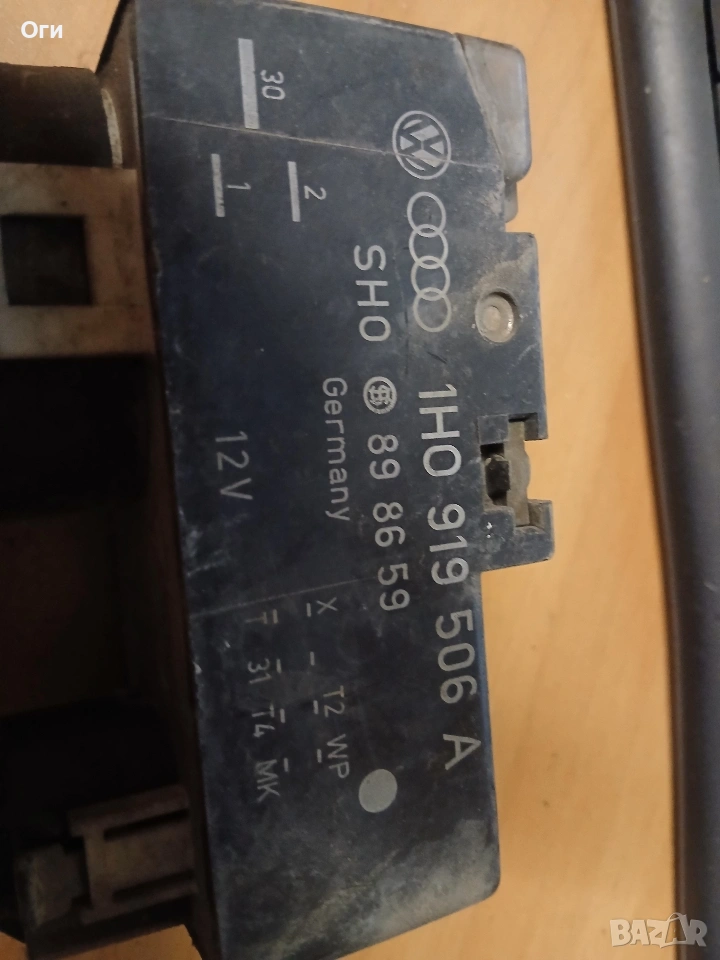 Оги
30
2
1
1H0 919 506 A
SHO 89 86 59
Germany
12V
X - T2 WP
T 31 T4 MK
BAZAR